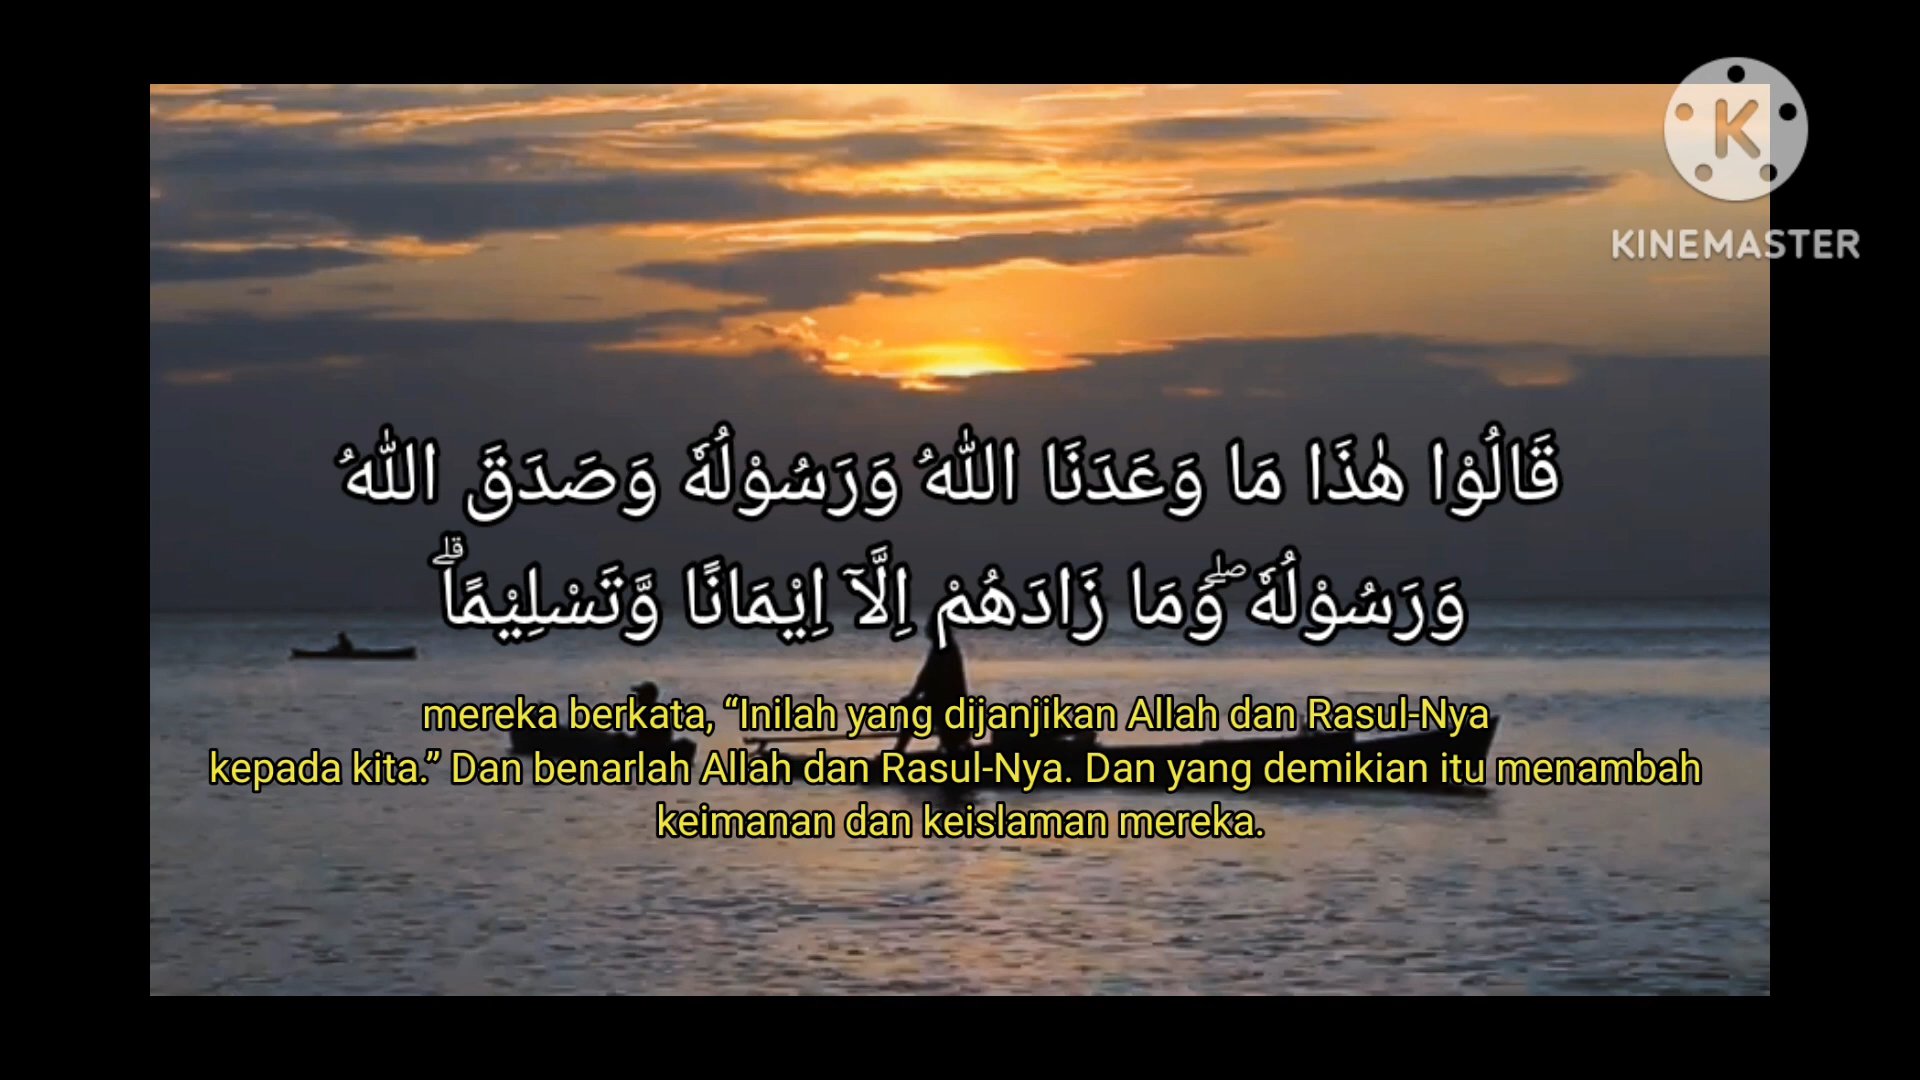 KINEMASTER
قَالُوْا هٰذَا مَا وَعَدَنَا اللّٰهُ وَرَسُوْلُهٗ وَصَدَقَ اللّٰهُ
وَرَسُوْلُهٗ ۖوَمَا زَادَهُمْ اِلَّآ اِيْمَانًا وَّتَسْلِيْمًاۗ
mereka berkata, “Inilah yang dijanjikan Allah dan Rasul-Nya
kepada kita.” Dan benarlah Allah dan Rasul-Nya. Dan yang demikian itu menambah
keimanan dan keislaman mereka.